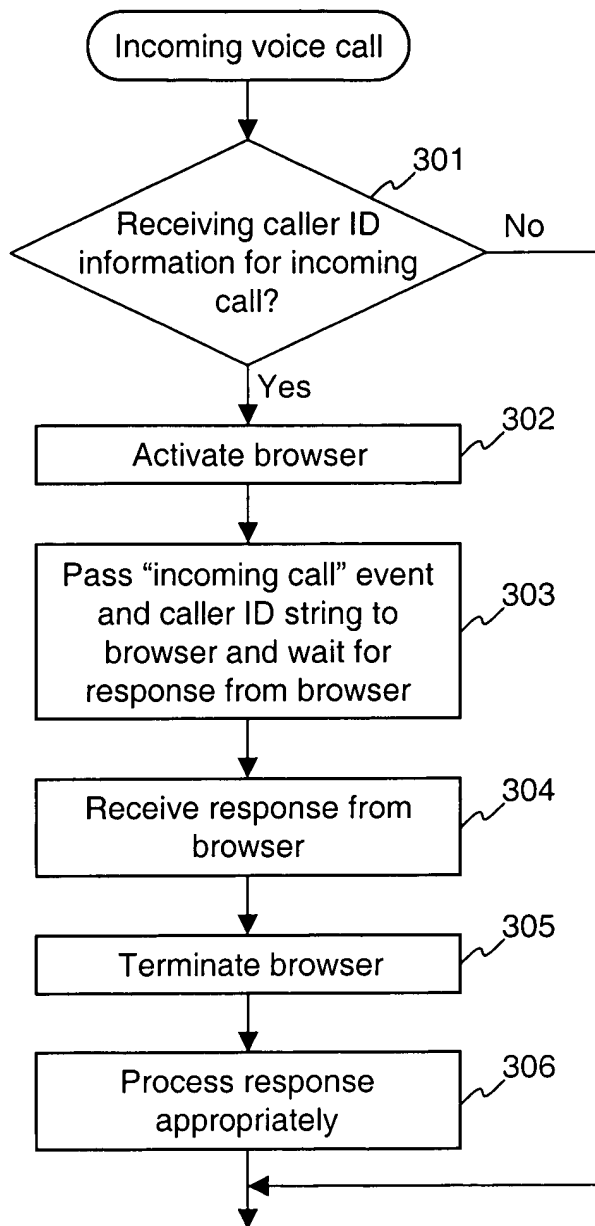 Incoming voice call
301
Receiving caller ID
information for incoming
call?
No
Yes
302
Activate browser
Pass “incoming call” event
and caller ID string to
browser and wait for
response from browser
303
Receive response from
browser
304
305
Terminate browser
Process response
appropriately
306